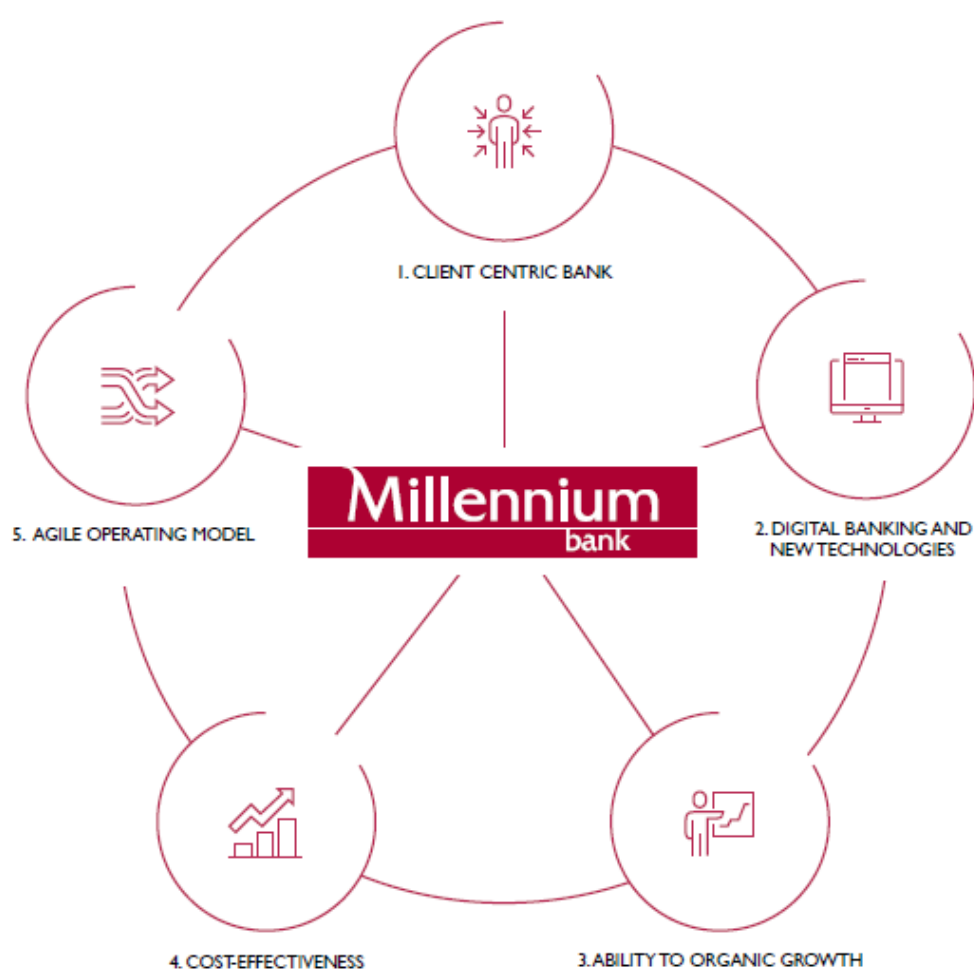 1. CLIENT CENTRIC BANK
Millennium
bank
5. AGILE OPERATING MODEL
2. DIGITAL BANKING AND
NEW TECHNOLOGIES
4. COST-EFFECTIVENESS
3. ABILITY TO ORGANIC GROWTH